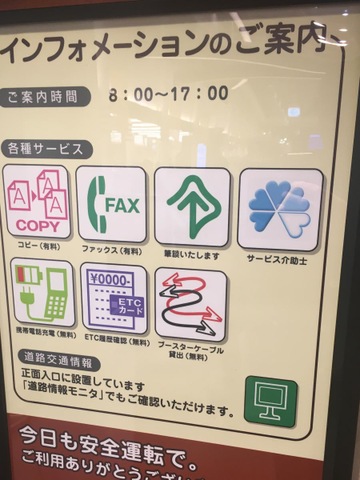 インフォメーションのご案内
ご案内時間 8:00～17:00
各種サービス
COPY
コピー(有料)
FAX
ファックス(有料)
筆談いたします
サービス介助士
携帯電話充電(無料)
¥0000-
ETC
カード
ETC履歴確認(無料)
ブースターケーブル
貸出(無料)
道路交通情報
正面入口に設置しています
「道路情報モニタ」でもご確認いただけます。
今日も安全運転で。
ご利用ありがとうござい